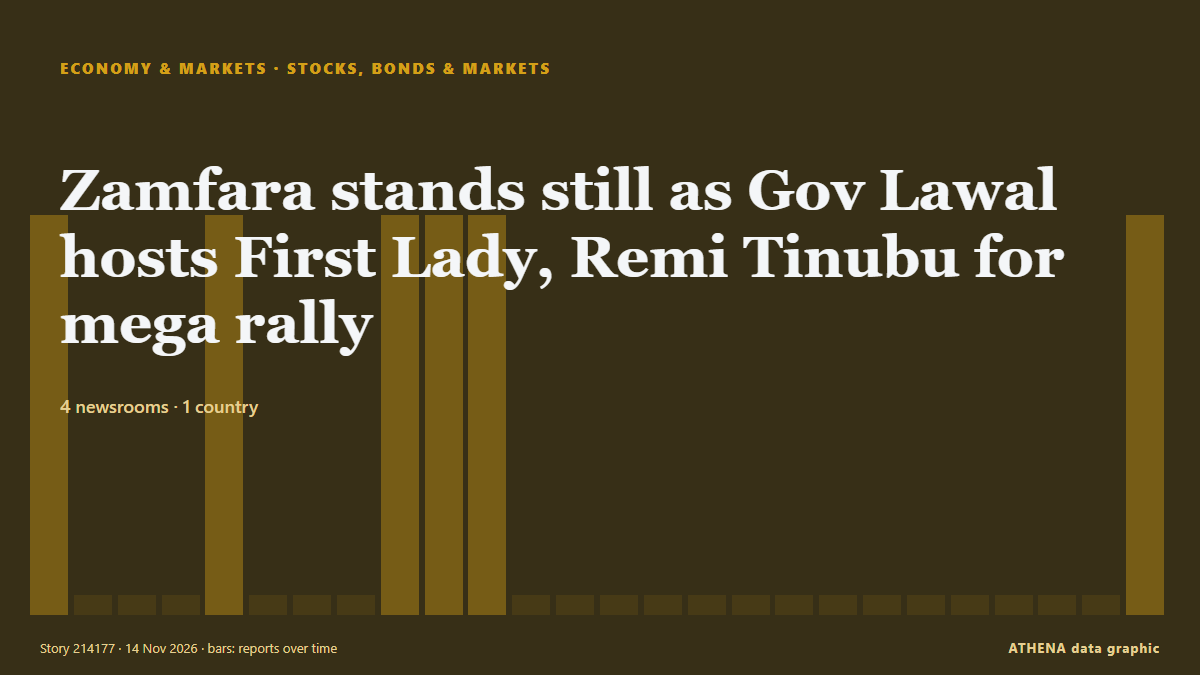 ECONOMY & MARKETS · STOCKS, BONDS & MARKETS
Zamfara stands still as Gov Lawal
hosts First Lady, Remi Tinubu for
mega rally
4 newsrooms · 1 country
Story 214177 · 14 Nov 2026 · bars: reports over time
ATHENA data graphic